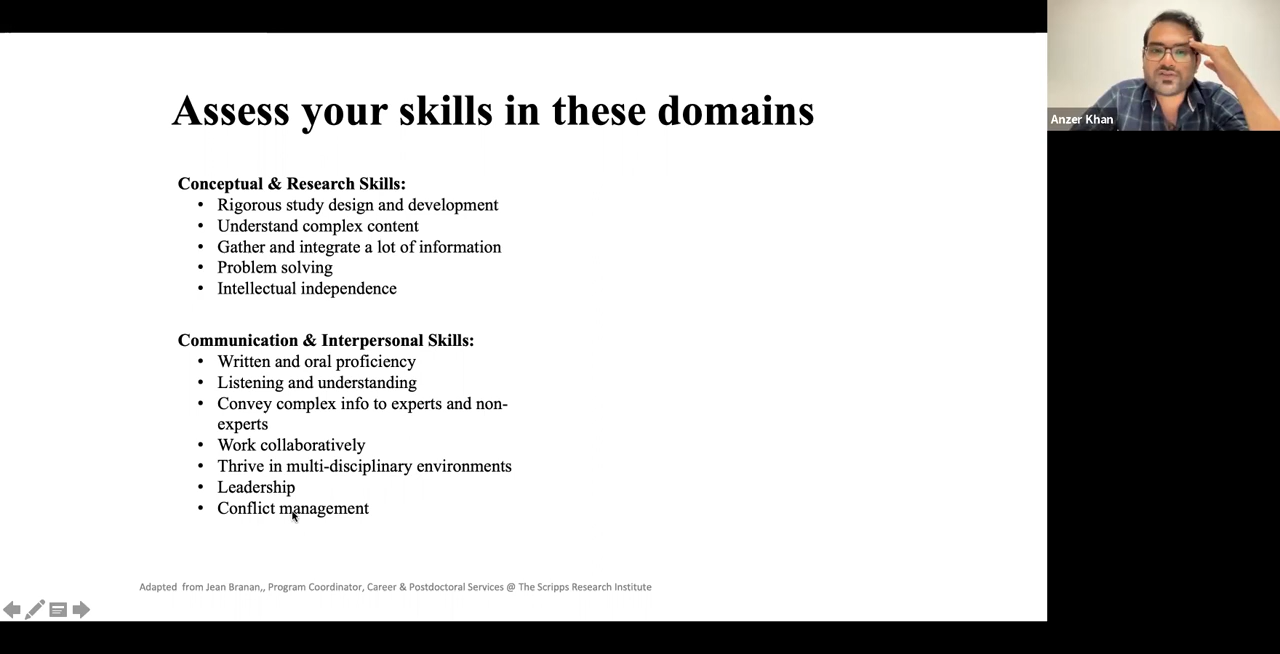 Assess your skills in these domains
Conceptual & Research Skills:
• Rigorous study design and development
• Understand complex content
• Gather and integrate a lot of information
• Problem solving
• Intellectual independence
Communication & Interpersonal Skills:
• Written and oral proficiency
• Listening and understanding
• Convey complex info to experts and non-
experts
• Work collaboratively
• Thrive in multi-disciplinary environments
• Leadership
• Conflict management
Adapted from Jean Branan,, Program Coordinator, Career & Postdoctoral Services @ The Scripps Research Institute
Anzer Khan